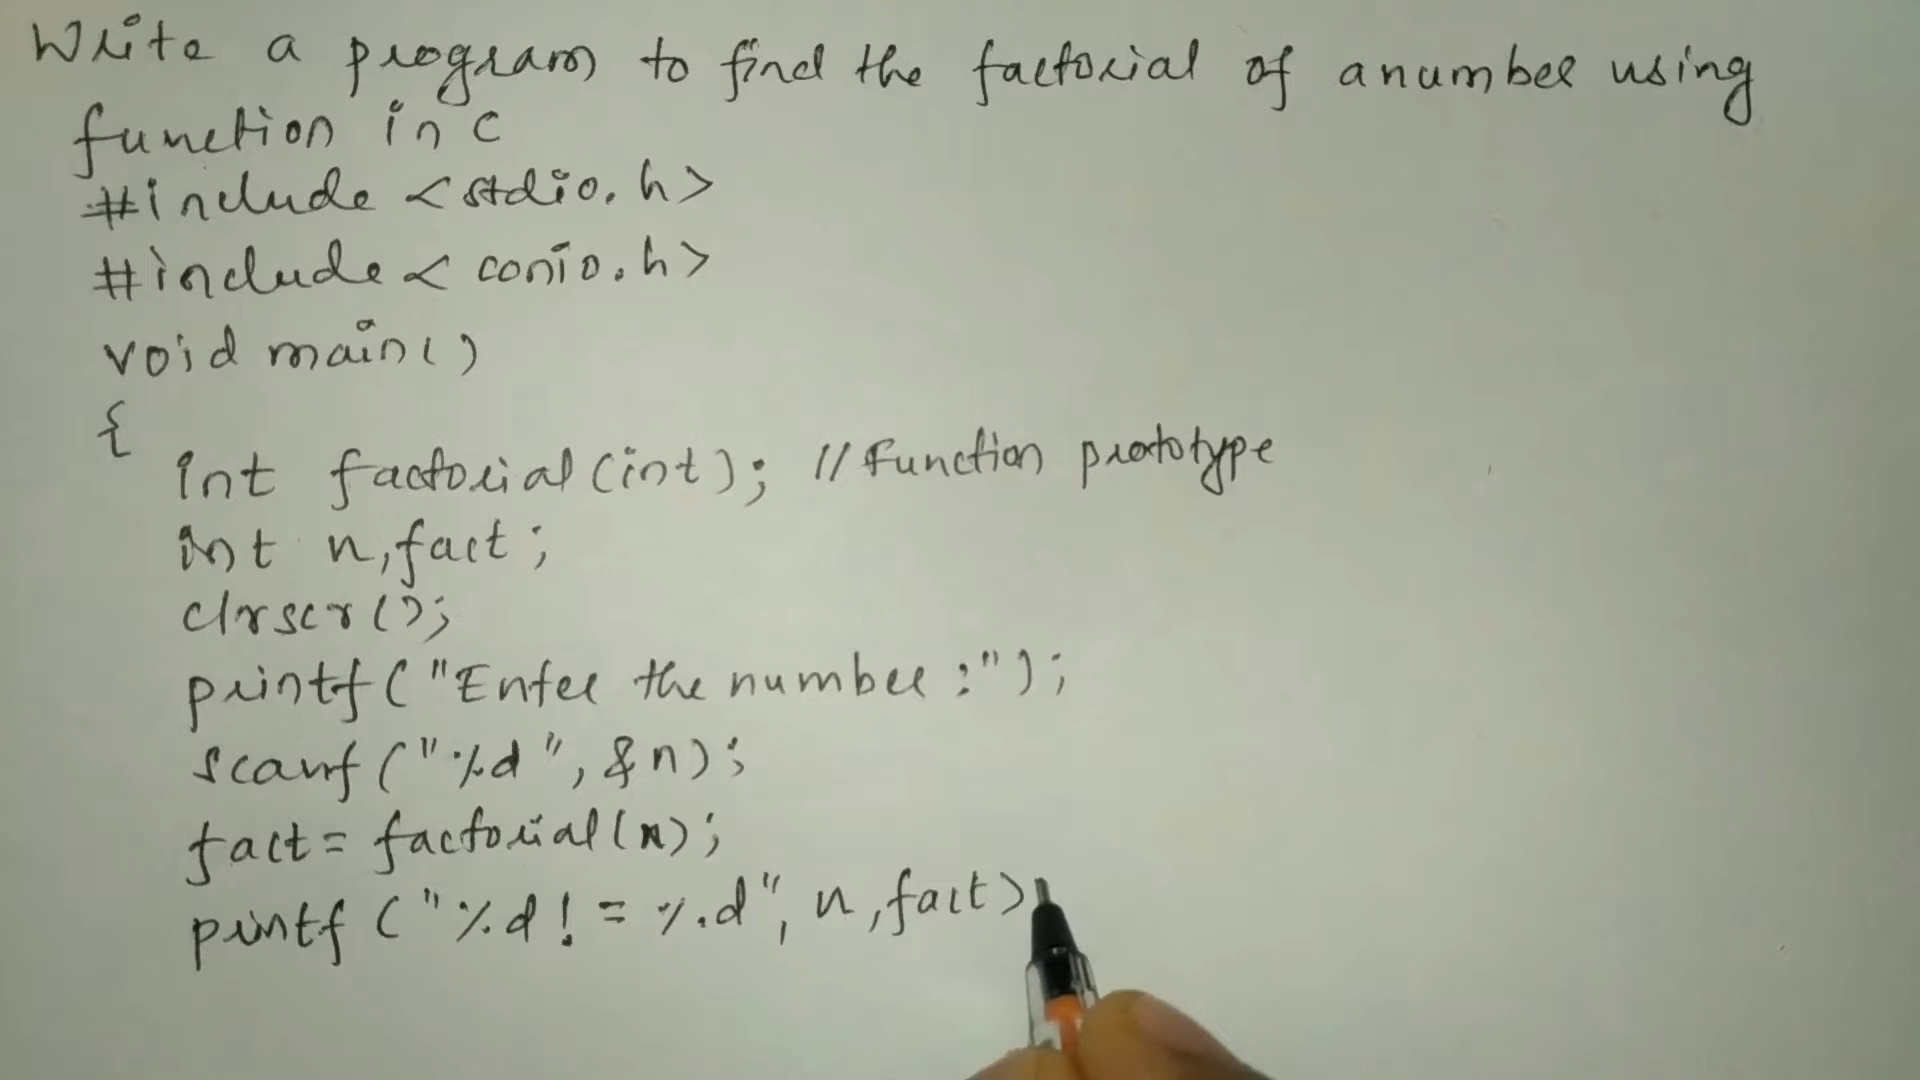 Write a program to find the factorial of a number using
function in c
#include <stdio.h>
#include < conio.h>
void main()
{
int factorial(int); // Function prototype
int n,fact;
clrscr();
printf("Enter the number :");
scanf("%d", &n);
fact= factorial(n);
printf ("%d! = %d", n,fact)